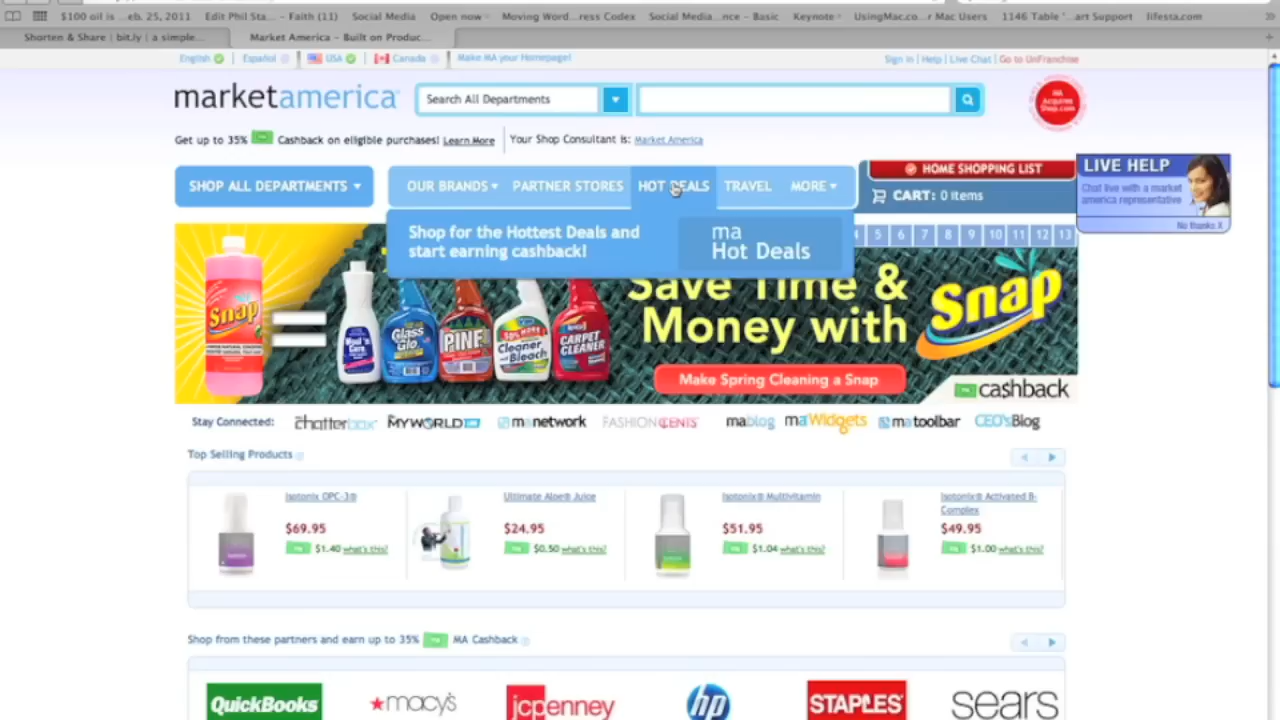 $100 oil is ...eb. 25, 2011 Edit Phil Sta... – Faith (11) Social Media Open now Moving Word...ress Codex Social Media...nce – Basic Keynote UsingMac.co...r Mac Users 1146 Table '...art Support lifesta.com
Shorten & Share | bit.ly | a simple... Market America – Built on Produc...
English Español USA Canada Make MA your Homepage!
Sign in | Help | Live Chat | Go to UnFranchise
marketamerica
Search All Departments
MA Acquires Shop.com
Get up to 35% Cashback on eligible purchases! Learn More Your Shop Consultant is: Market America
SHOP ALL DEPARTMENTS OUR BRANDS PARTNER STORES HOT DEALS TRAVEL MORE
HOME SHOPPING LIST
CART: 0 items
LIVE HELP
Chat live with a market america representative
No thanks X
Shop for the Hottest Deals and
start earning cashback!
ma
Hot Deals
4 5 6 7 8 9 10 11 12 13
Save Time &
Money with
Snap
Snap
Glass Glo
PINE
Cleaner with Bleach
CARPET CLEANER
Make Spring Cleaning a Snap
cashback
Stay Connected: chatterbox MYWORLD manetwork FASHIONCENTS mablog maWidgets matoolbar CEO'sBlog
Top Selling Products
Isotonix OPC-3® Ultimate Aloe® Juice Isotonix® Multivitamin Isotonix® Activated B-Complex
$69.95 $24.95 $51.95 $49.95
$1.40 what's this? $0.50 what's this? $1.04 what's this? $1.00 what's this?
Shop from these partners and earn up to 35% MA Cashback
QuickBooks macy's jcpenney hp STAPLES sears